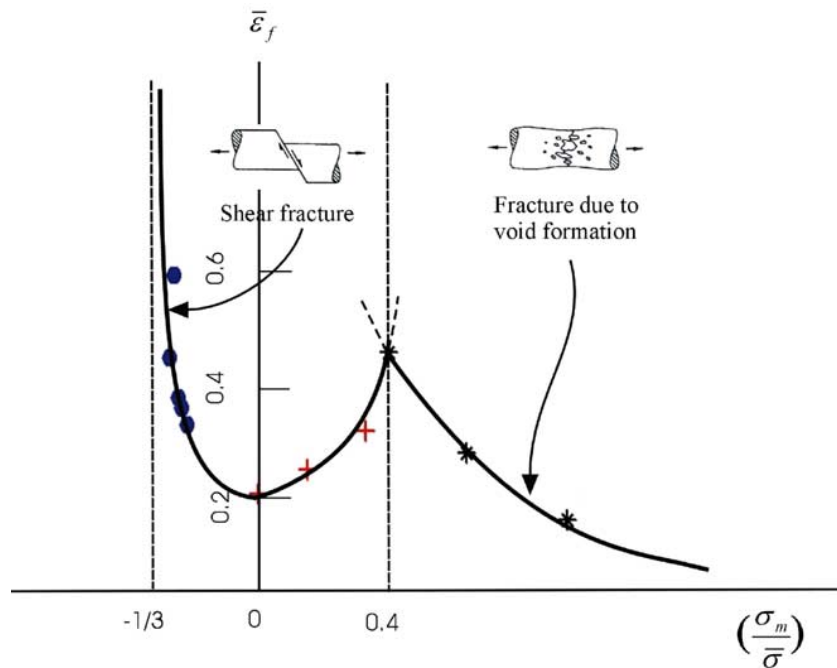 ε̄_f
Shear fracture
Fracture due to
void formation
0.6
0.4
0.2
-1/3
0
0.4
(σ_m/σ̄)